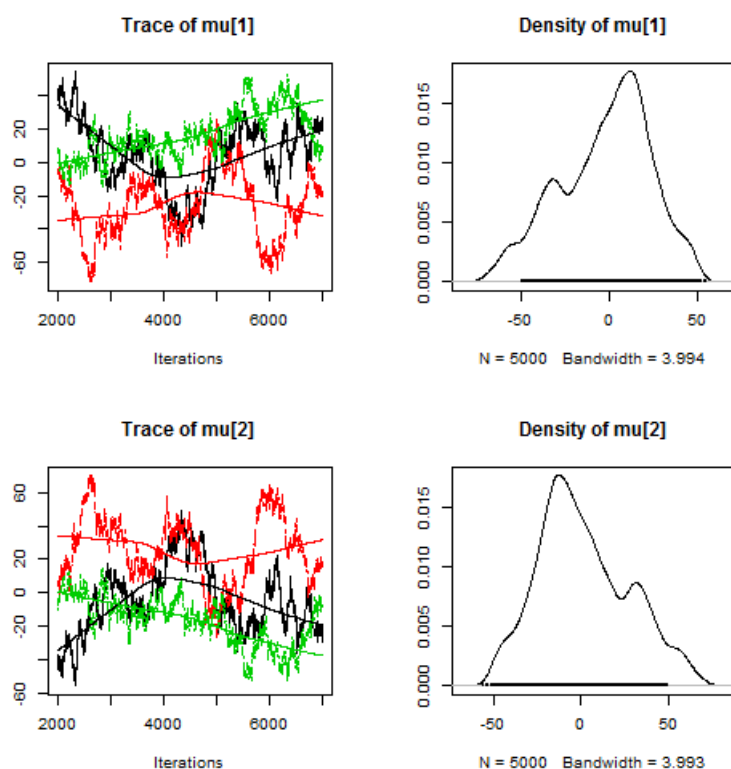 Trace of mu[1]
20
0
-20
-60
2000 4000 6000
Iterations
Density of mu[1]
0.015
0.010
0.005
0.000
-50 0 50
N = 5000 Bandwidth = 3.994
Trace of mu[2]
60
20
0
-20
-60
2000 4000 6000
Iterations
Density of mu[2]
0.015
0.010
0.005
0.000
-50 0 50
N = 5000 Bandwidth = 3.993